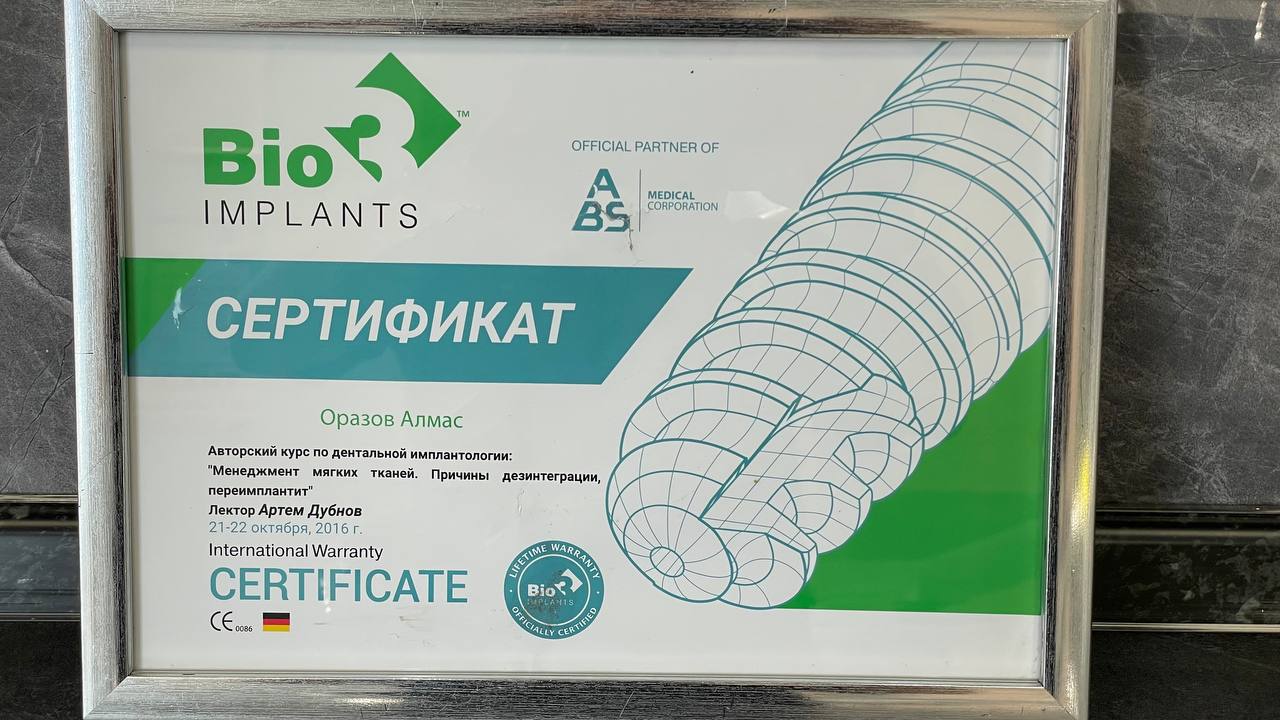 Bio3™
IMPLANTS
OFFICIAL PARTNER OF
ABS
MEDICAL
CORPORATION
СЕРТИФИКАТ
Оразов Алмас
Авторский курс по дентальной имплантологии:
"Менеджмент мягких тканей. Причины дезинтеграции,
переимплантит"
Лектор Артем Дубнов
21-22 октября, 2016 г.
International Warranty
CERTIFICATE
CE 0086
LIFETIME WARRANTY
Bio3
IMPLANTS
OFFICIALLY CERTIFIED